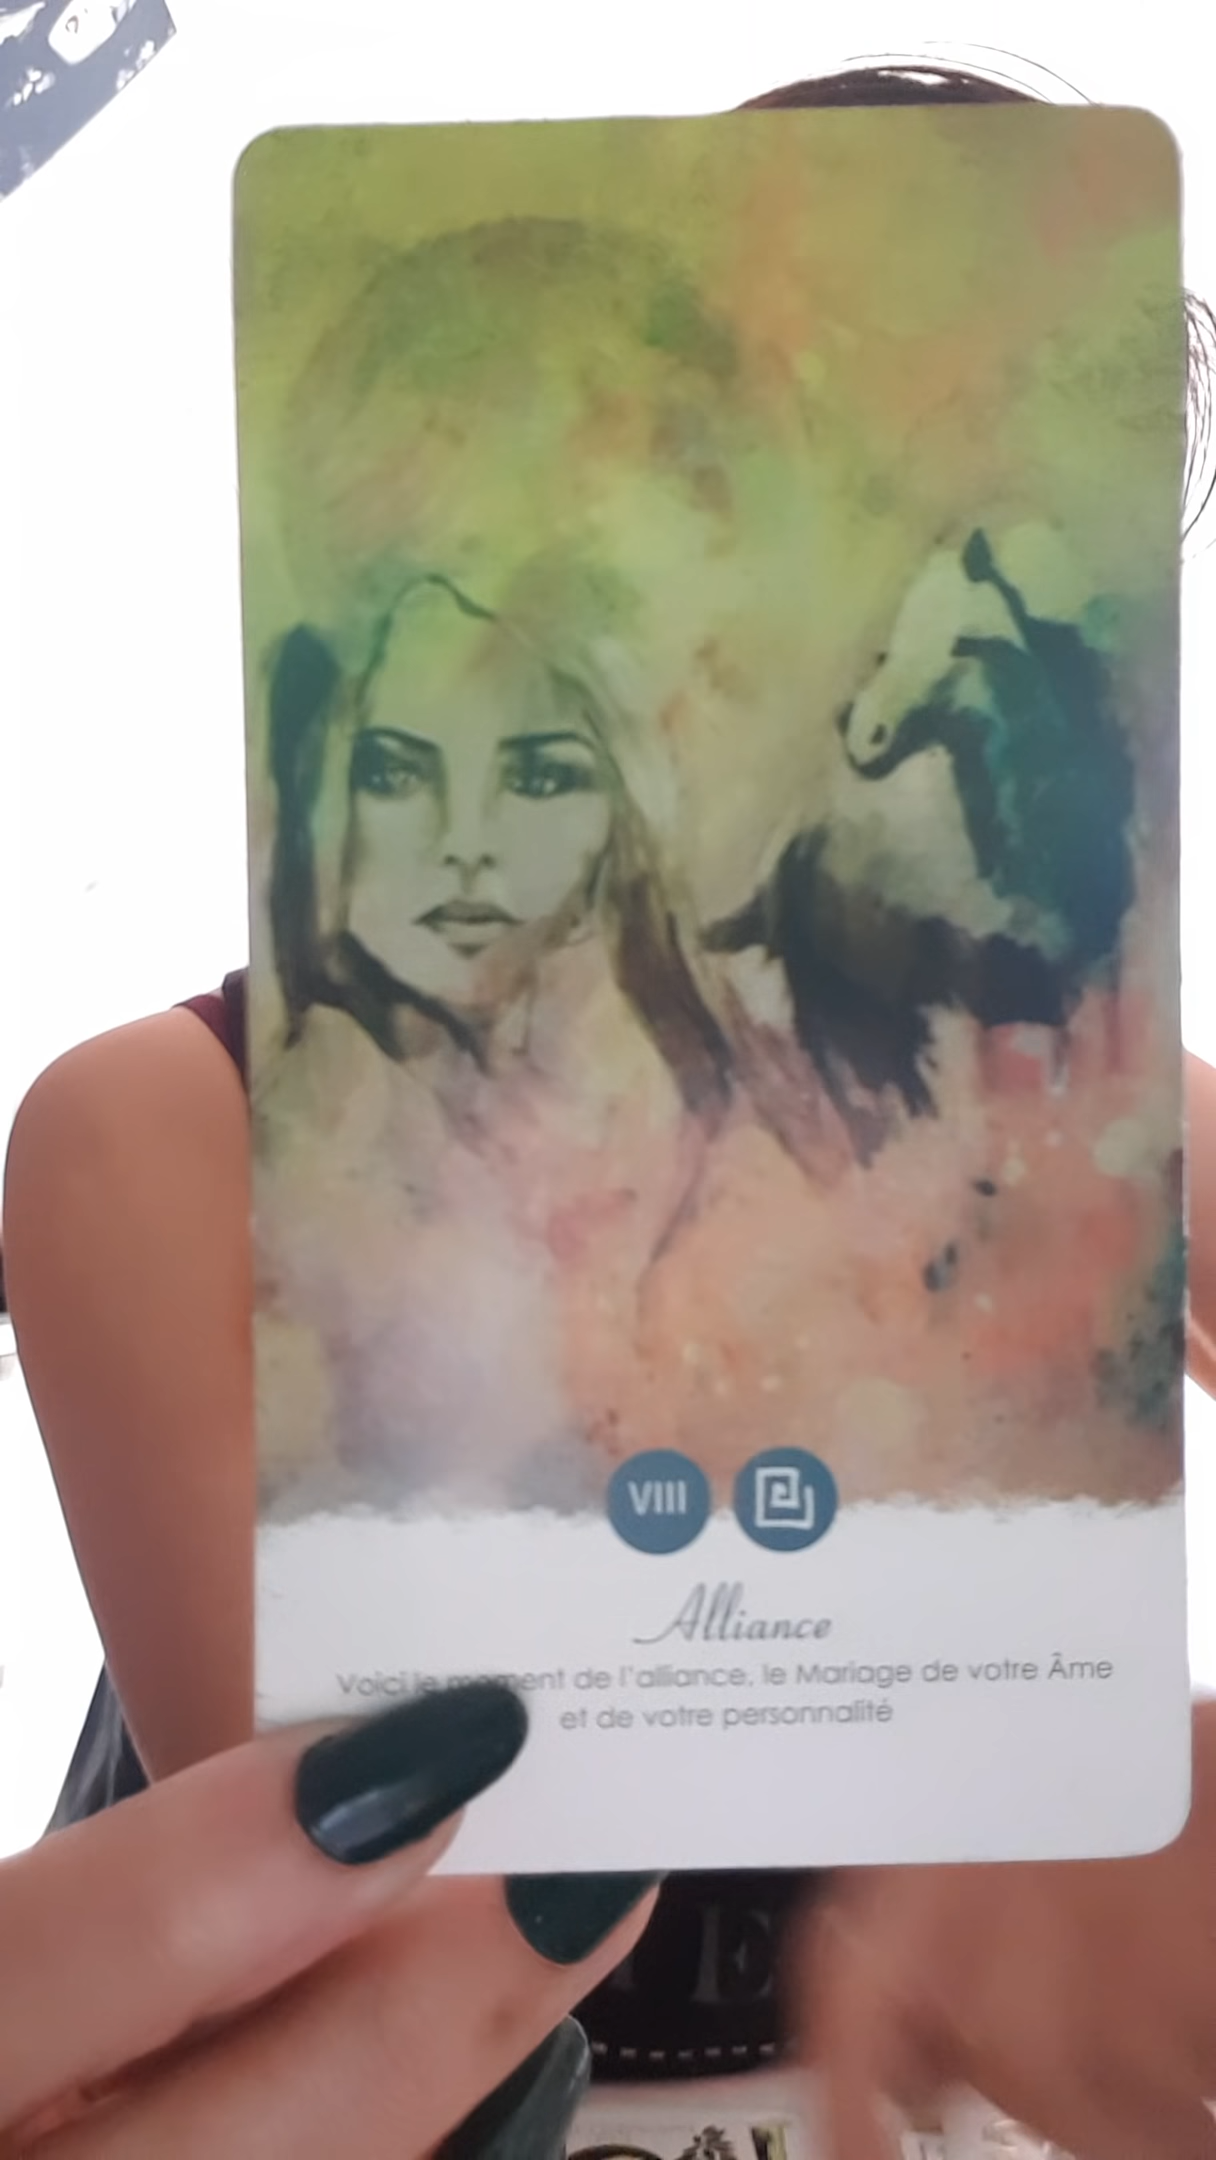 VIII
Alliance
Voici le moment de l'alliance, le Mariage de votre Âme
et de votre personnalité